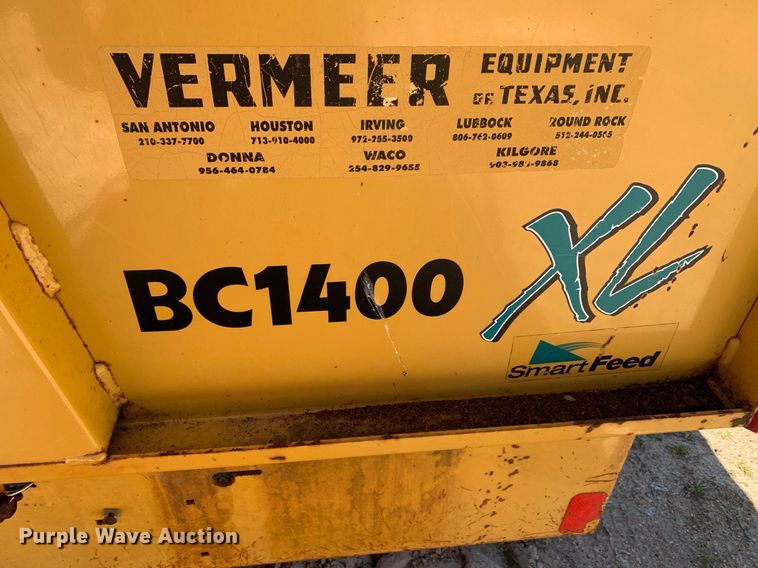 VERMEER EQUIPMENT
OF TEXAS, INC.
SAN ANTONIO HOUSTON IRVING LUBBOCK ROUND ROCK
210-337-7700 713-910-4000 972-255-3500 806-762-0609 512-244-0505
DONNA WACO KILGORE
956-464-0784 254-829-9655 903-983-9868
BC1400 XL
SmartFeed
Purple Wave Auction